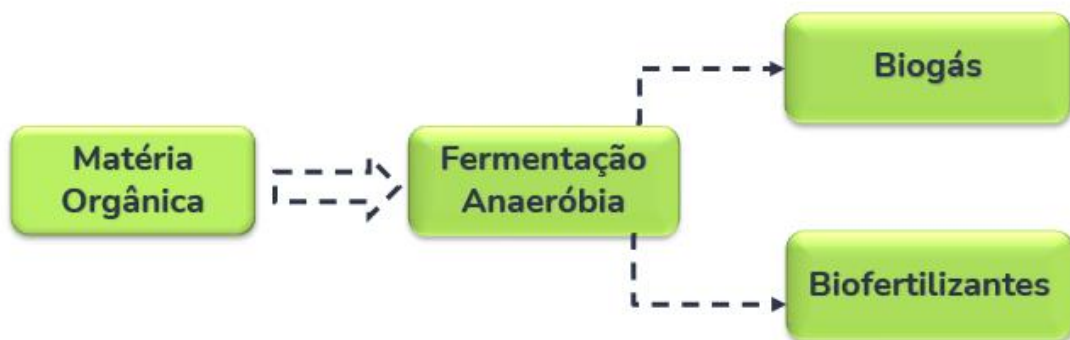 Matéria
Orgânica
Fermentação
Anaeróbia
Biogás
Biofertilizantes